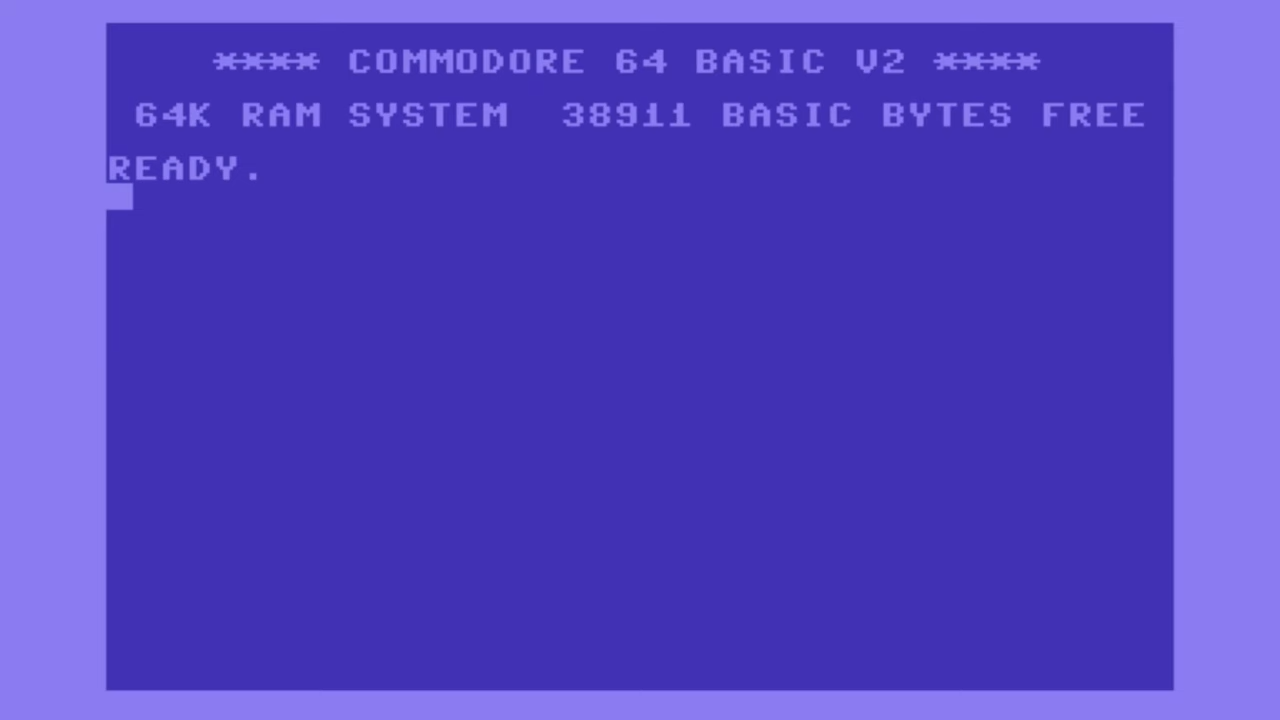 **** COMMODORE 64 BASIC V2 ****
64K RAM SYSTEM  38911 BASIC BYTES FREE
READY.